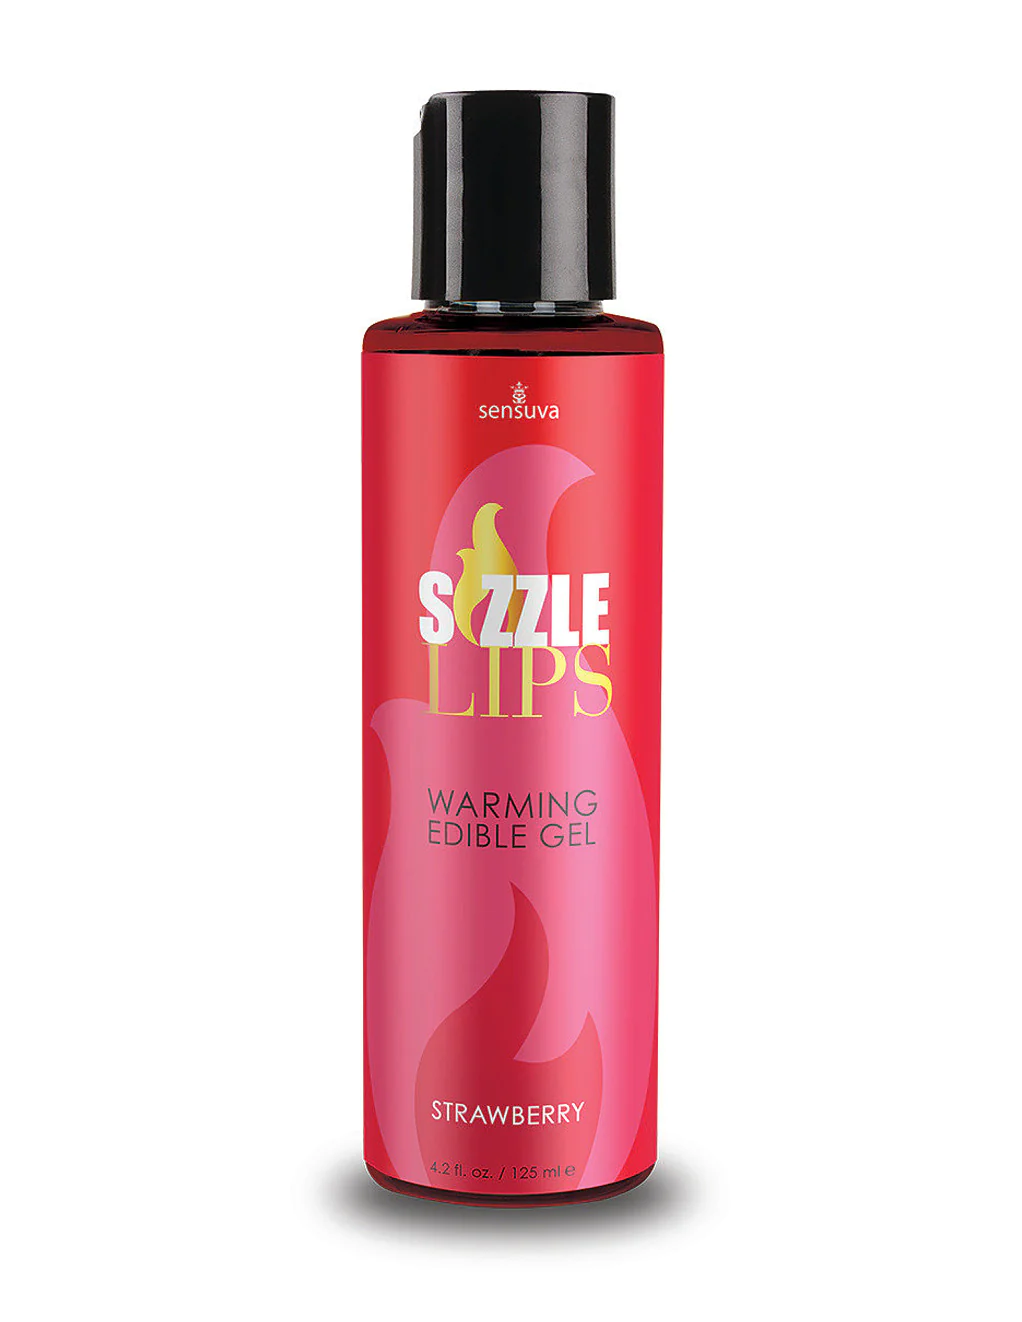 sensuva
SIZZLE
LIPS
WARMING
EDIBLE GEL
STRAWBERRY
4.2 fl. oz. / 125 ml ℮